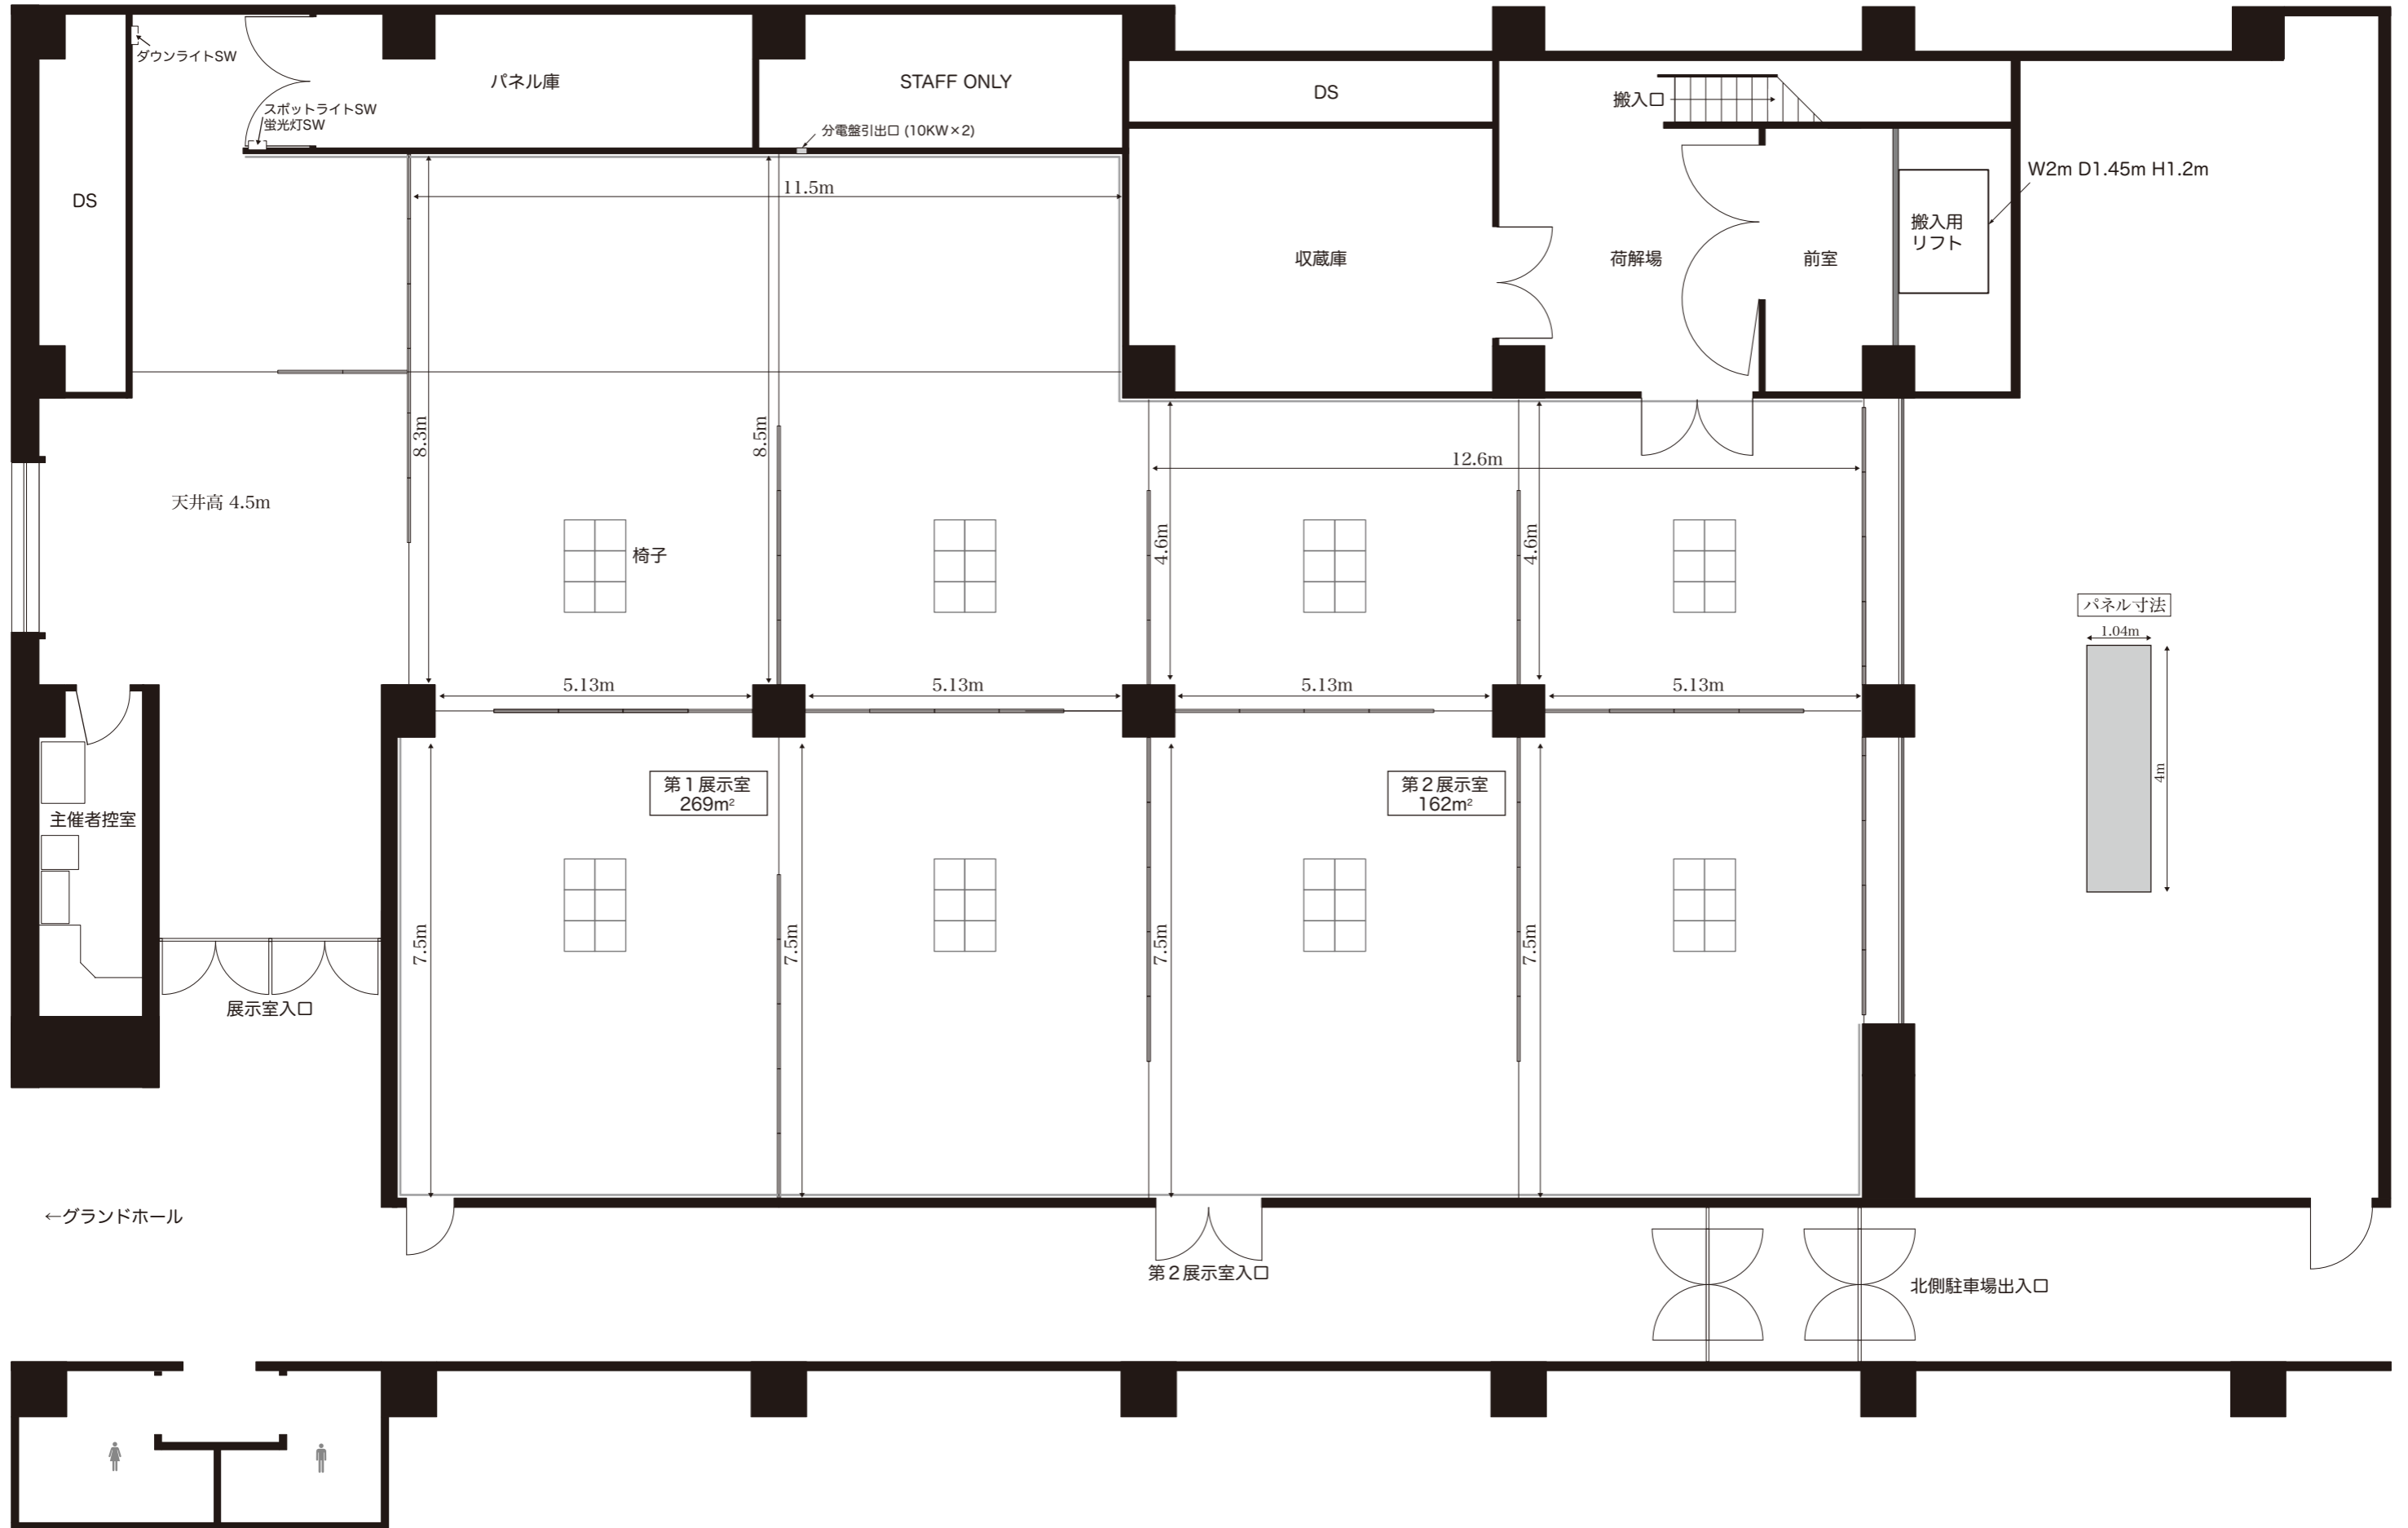 ダウンライトSW
スポットライトSW
蛍光灯SW
パネル庫
STAFF ONLY
分電盤引出口 (10KW×2)
DS
搬入口
W2m D1.45m H1.2m
DS
11.5m
搬入用
リフト
収蔵庫
荷解場
前室
8.3m
8.5m
12.6m
天井高 4.5m
椅子
4.6m
4.6m
パネル寸法
1.04m
4m
5.13m
5.13m
5.13m
5.13m
第1展示室
269m²
第2展示室
162m²
主催者控室
7.5m
7.5m
7.5m
7.5m
展示室入口
←グランドホール
第2展示室入口
北側駐車場出入口